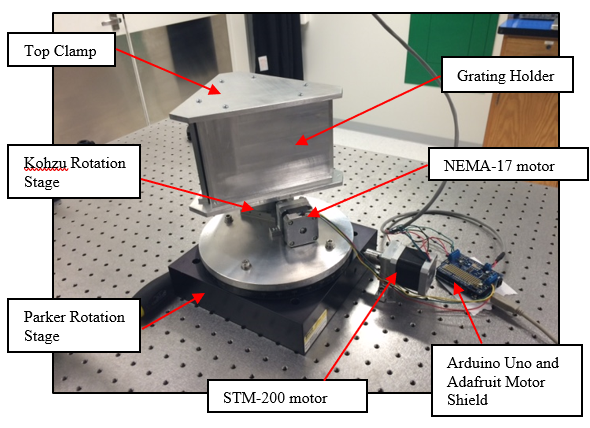 Top Clamp
Grating Holder
Kohzu Rotation
Stage
NEMA-17 motor
Parker Rotation
Stage
STM-200 motor
Arduino Uno and
Adafruit Motor
Shield